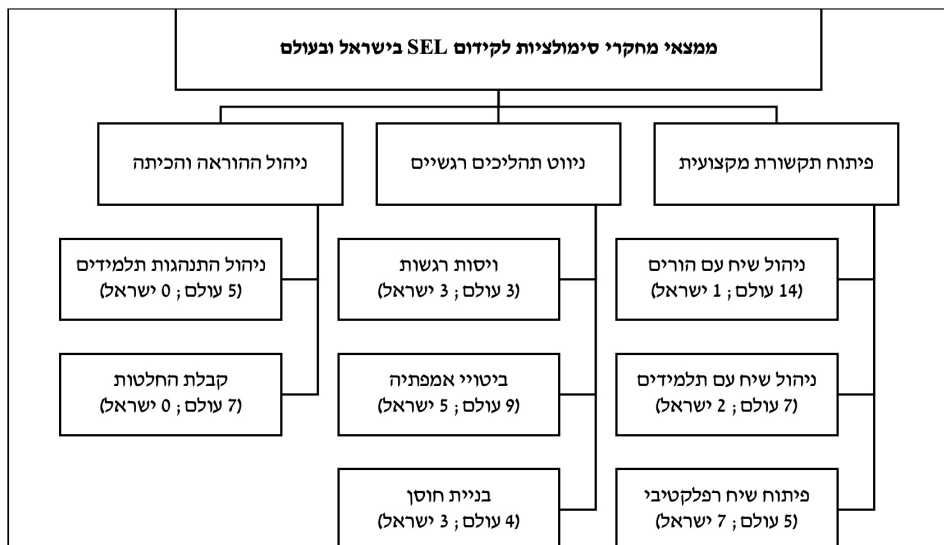 ממצאי מחקרי סימולציות לקידום SEL בישראל ובעולם
פיתוח תקשורת מקצועית
ניהול שיח עם הורים
(14 עולם; 1 ישראל)
ניהול שיח עם תלמידים
(7 עולם; 2 ישראל)
פיתוח שיח רפלקטיבי
(5 עולם; 7 ישראל)
ניווט תהליכים רגשיים
ויסות רגשות
(3 עולם; 3 ישראל)
ביטויי אמפתיה
(9 עולם; 5 ישראל)
בניית חוסן
(4 עולם; 3 ישראל)
ניהול ההוראה והכיתה
ניהול התנהגות תלמידים
(5 עולם; 0 ישראל)
קבלת החלטות
(7 עולם; 0 ישראל)